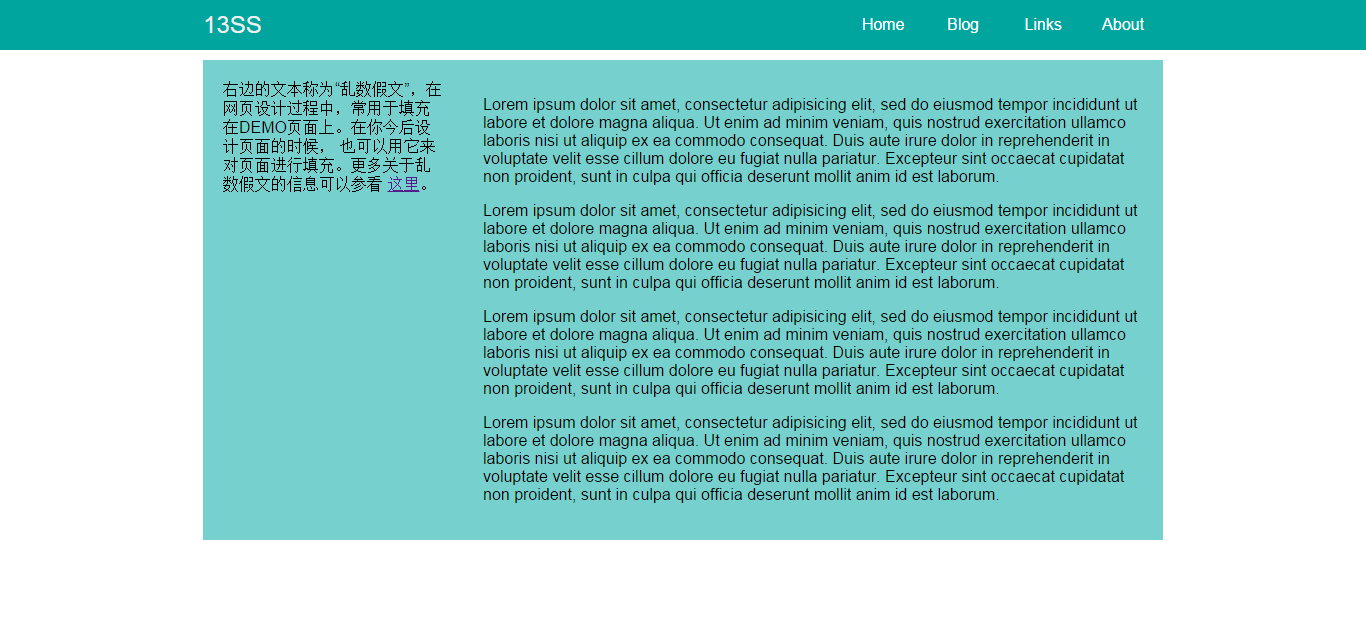 13SS
Home Blog Links About
右边的文本称为“乱数假文”，在
网页设计过程中，常用于填充
在DEMO页面上。在你今后设
计页面的时候， 也可以用它来
对页面进行填充。更多关于乱
数假文的信息可以参看 这里。
Lorem ipsum dolor sit amet, consectetur adipisicing elit, sed do eiusmod tempor incididunt ut
labore et dolore magna aliqua. Ut enim ad minim veniam, quis nostrud exercitation ullamco
laboris nisi ut aliquip ex ea commodo consequat. Duis aute irure dolor in reprehenderit in
voluptate velit esse cillum dolore eu fugiat nulla pariatur. Excepteur sint occaecat cupidatat
non proident, sunt in culpa qui officia deserunt mollit anim id est laborum.
Lorem ipsum dolor sit amet, consectetur adipisicing elit, sed do eiusmod tempor incididunt ut
labore et dolore magna aliqua. Ut enim ad minim veniam, quis nostrud exercitation ullamco
laboris nisi ut aliquip ex ea commodo consequat. Duis aute irure dolor in reprehenderit in
voluptate velit esse cillum dolore eu fugiat nulla pariatur. Excepteur sint occaecat cupidatat
non proident, sunt in culpa qui officia deserunt mollit anim id est laborum.
Lorem ipsum dolor sit amet, consectetur adipisicing elit, sed do eiusmod tempor incididunt ut
labore et dolore magna aliqua. Ut enim ad minim veniam, quis nostrud exercitation ullamco
laboris nisi ut aliquip ex ea commodo consequat. Duis aute irure dolor in reprehenderit in
voluptate velit esse cillum dolore eu fugiat nulla pariatur. Excepteur sint occaecat cupidatat
non proident, sunt in culpa qui officia deserunt mollit anim id est laborum.
Lorem ipsum dolor sit amet, consectetur adipisicing elit, sed do eiusmod tempor incididunt ut
labore et dolore magna aliqua. Ut enim ad minim veniam, quis nostrud exercitation ullamco
laboris nisi ut aliquip ex ea commodo consequat. Duis aute irure dolor in reprehenderit in
voluptate velit esse cillum dolore eu fugiat nulla pariatur. Excepteur sint occaecat cupidatat
non proident, sunt in culpa qui officia deserunt mollit anim id est laborum.